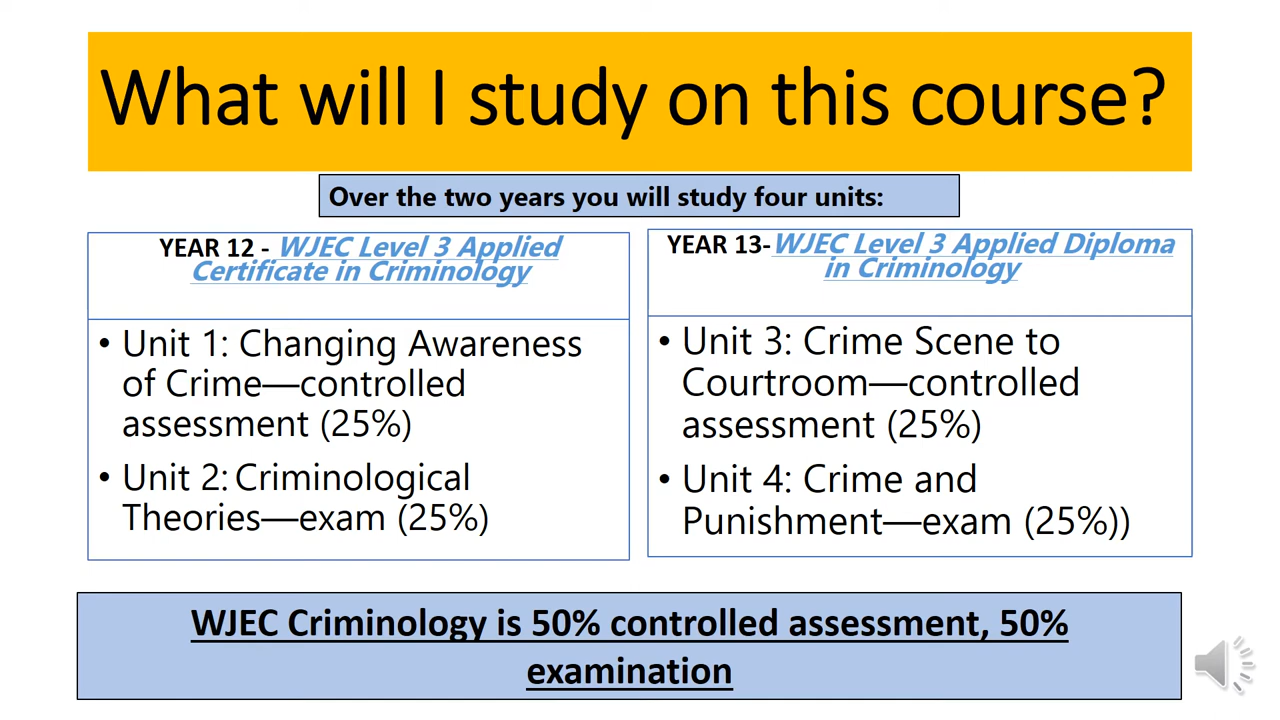 What will I study on this course?
Over the two years you will study four units:
YEAR 12 - WJEC Level 3 Applied
Certificate in Criminology
• Unit 1: Changing Awareness
of Crime—controlled
assessment (25%)
• Unit 2: Criminological
Theories—exam (25%)
YEAR 13-WJEC Level 3 Applied Diploma
in Criminology
• Unit 3: Crime Scene to
Courtroom—controlled
assessment (25%)
• Unit 4: Crime and
Punishment—exam (25%))
WJEC Criminology is 50% controlled assessment, 50%
examination